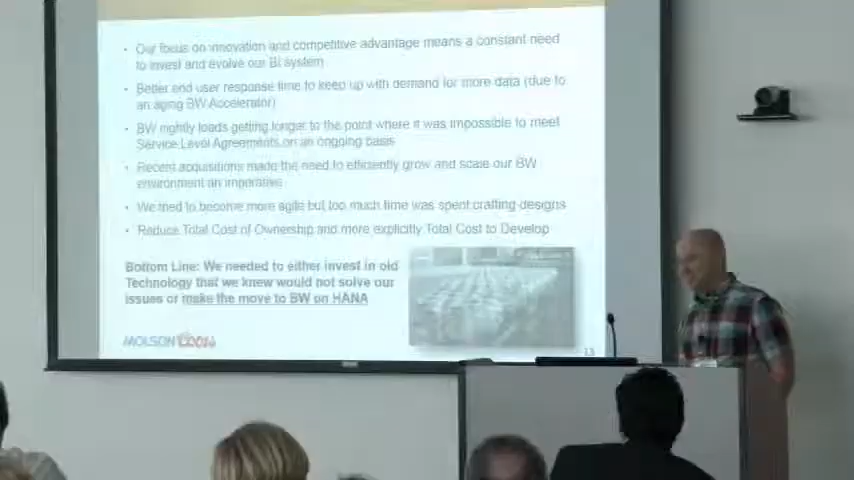 • Our focus on innovation and competitive advantage means a constant need
to invest and evolve our BI system
• Better end user response time to keep up with demand for more data (due to
an aging BW Accelerator)
• BW nightly loads getting longer to the point where it was impossible to meet
Service Level Agreements on an ongoing basis
• Recent acquisitions made the need to efficiently grow and scale our BW
environment an imperative
• We tried to become more agile but too much time was spent crafting designs
• Reduce Total Cost of Ownership and more explicitly Total Cost to Develop
Bottom Line: We needed to either invest in old
Technology that we knew would not solve our
issues or make the move to BW on HANA
MOLSON Coors
13